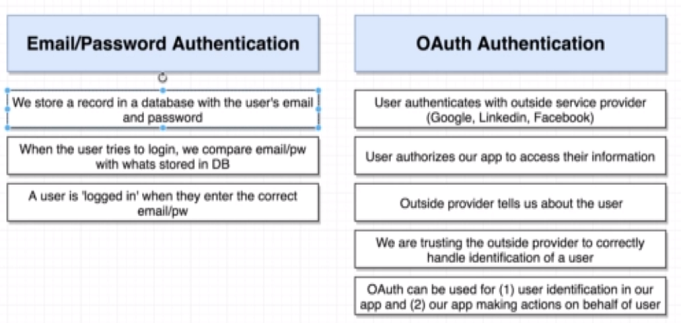 Email/Password Authentication
We store a record in a database with the user's email
and password
When the user tries to login, we compare email/pw
with whats stored in DB
A user is 'logged in' when they enter the correct
email/pw
OAuth Authentication
User authenticates with outside service provider
(Google, Linkedin, Facebook)
User authorizes our app to access their information
Outside provider tells us about the user
We are trusting the outside provider to correctly
handle identification of a user
OAuth can be used for (1) user identification in our
app and (2) our app making actions on behalf of user